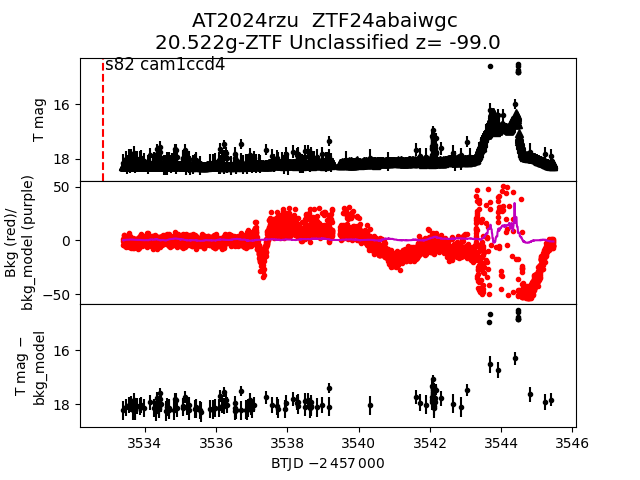 AT2024rzu  ZTF24abaiwgc
20.522g-ZTF Unclassified z= -99.0
s82 cam1ccd4
T mag
16
18
Bkg (red)/
bkg_model (purple)
50
0
−50
T mag −
bkg_model
16
18
3534
3536
3538
3540
3542
3544
3546
BTJD −2 457 000